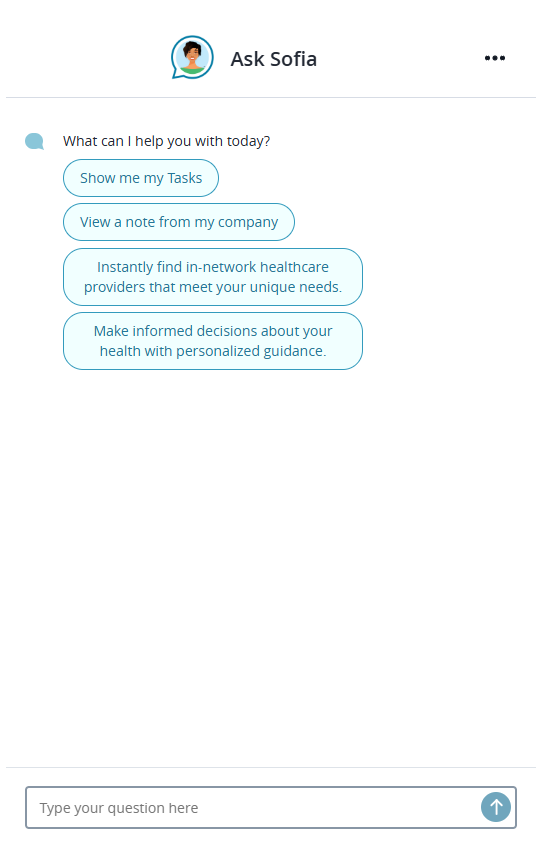 Ask Sofia
What can I help you with today?
Show me my Tasks
View a note from my company
Instantly find in-network healthcare
providers that meet your unique needs.
Make informed decisions about your
health with personalized guidance.
Type your question here